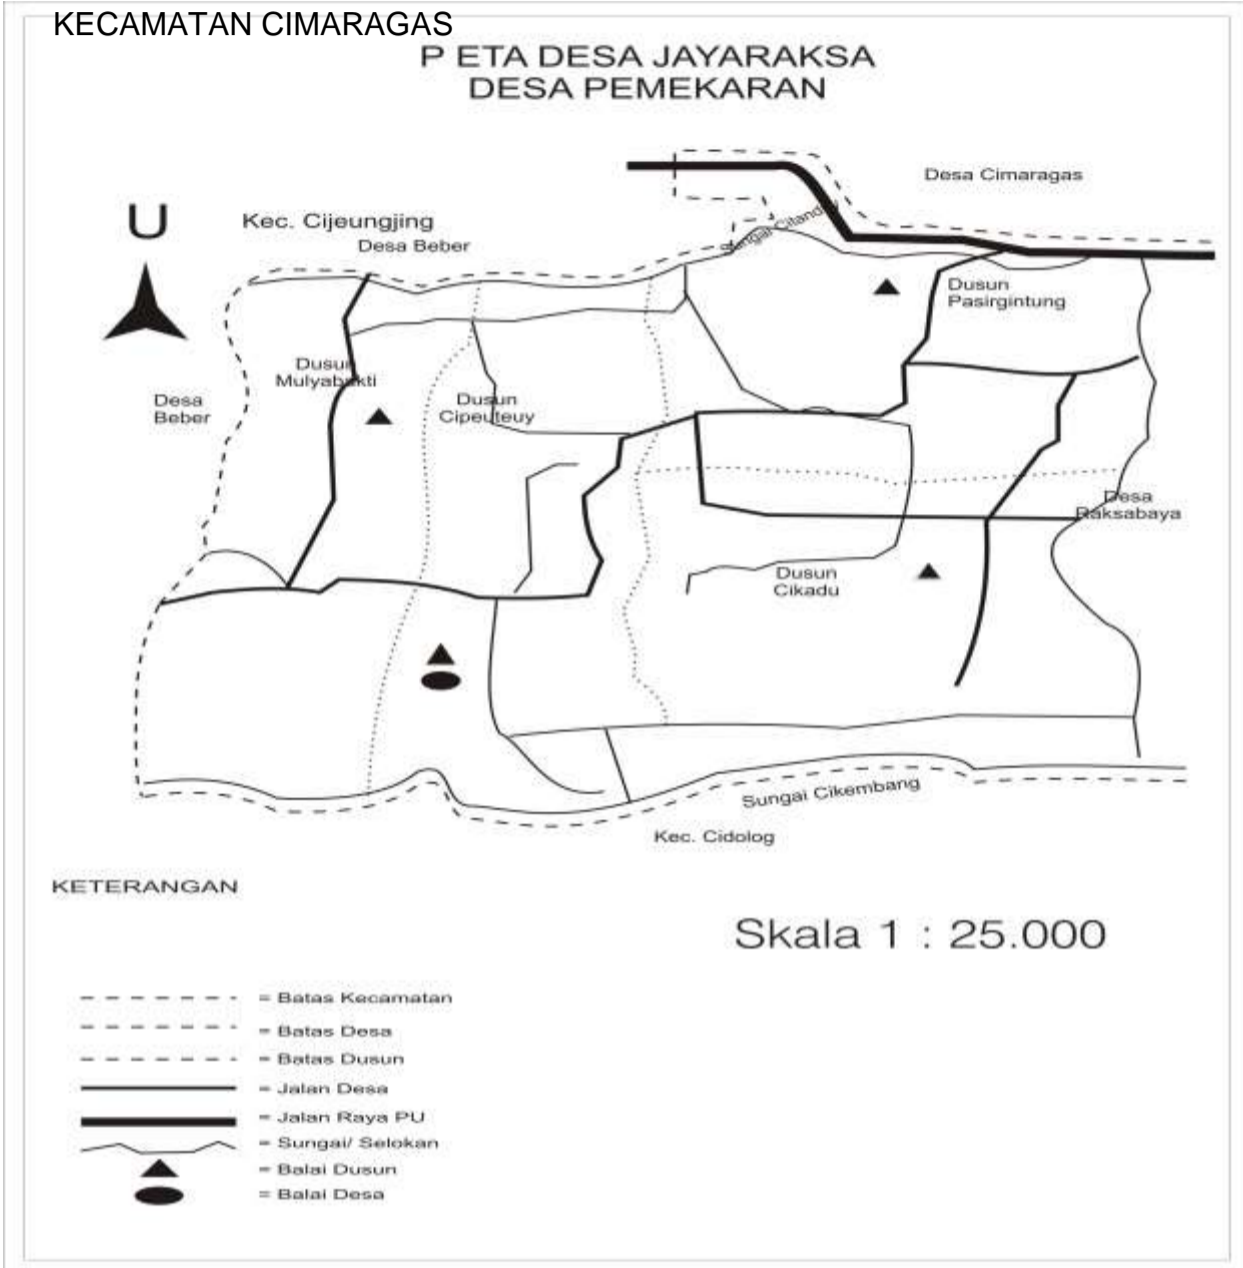 KECAMATAN CIMARAGAS
P ETA DESA JAYARAKSA
DESA PEMEKARAN
Desa Cimaragas
U
Kec. Cijeungjing
Desa Beber
Sungai Citanduy
Dusun
Pasirgintung
Dusun
Mulyabukti
Desa
Beber
Dusun
Cipeuteuy
Desa
Raksabaya
Dusun
Cikadu
Sungai Cikembang
Kec. Cidolog
KETERANGAN
Skala 1 : 25.000
= Batas Kecamatan
= Batas Desa
= Batas Dusun
= Jalan Desa
= Jalan Raya PU
= Sungai/ Selokan
= Balai Dusun
= Balai Desa